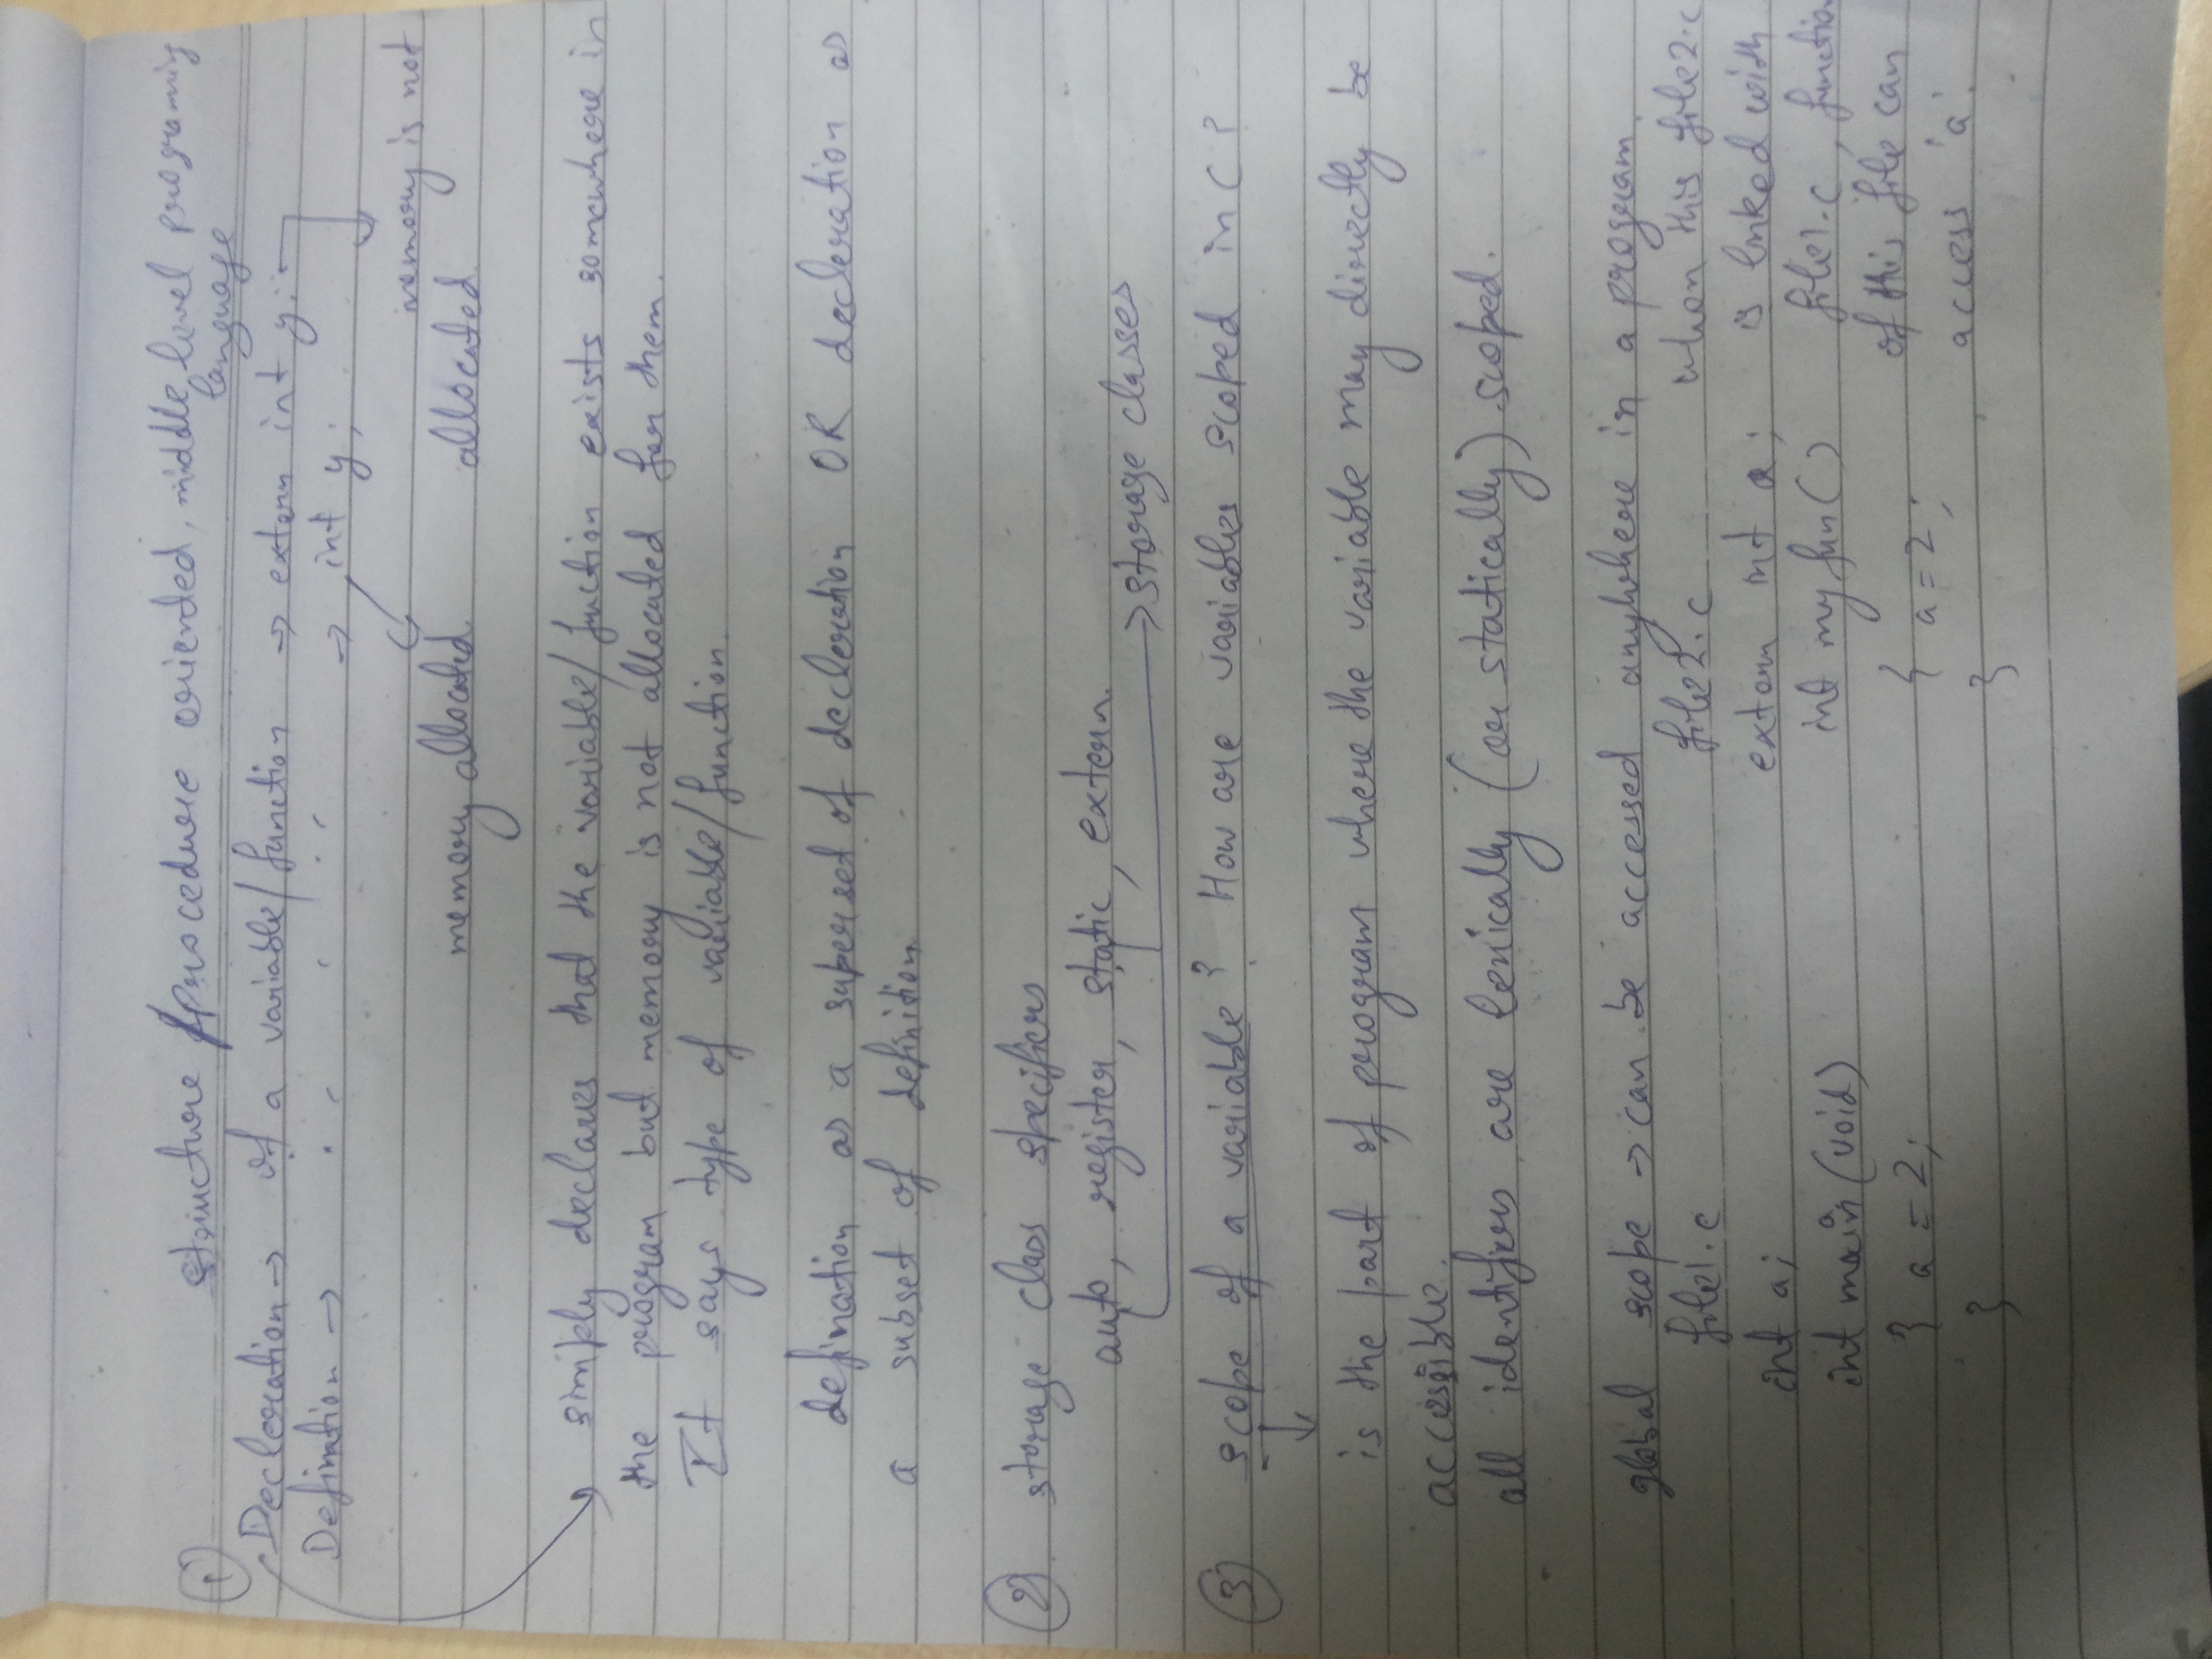 structure /procedure oriented, middle level programing
language
① Decleration → of a variable/function → extern int y;
Defination → " " " " → int y;
memory is not
memory allocated. allocated
simply declares that the variable/fuction exists somewhere in
the program but memory is not allocated for them.
It says type of variable/function.
defination as a superset of decleration OR decleration as
a subset of definition
② storage class specifiers
auto, register, static, extern.
→ storage classes
③ scope of a variable? How are variables scoped in C?
↓
is the part of program where the variable may directly be
accessible.
all identifiers are lexically (or statically) scoped.
global scope → can be accessed anywhere in a program.
file1.c file2.c when this file2.c
int a; extern int a; is linked with
int main(void) int myfun() file1.c, function
{ a = 2; { a = 2; of this file can
} } access 'a'.